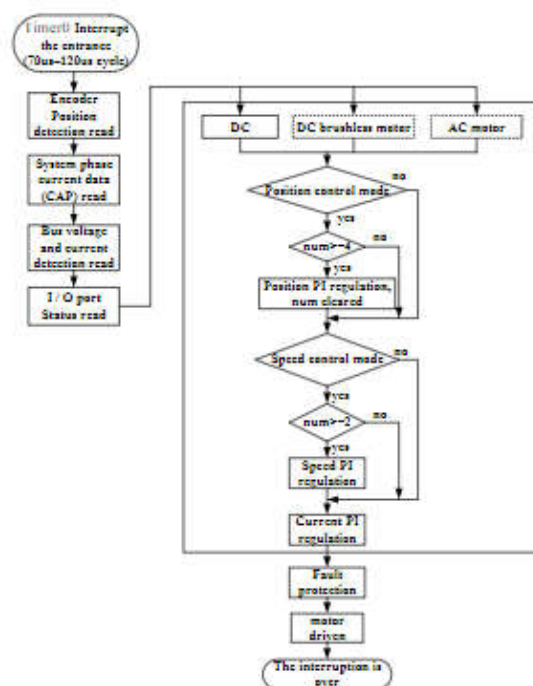 Timer0 Interrupt
the entrance
(70us-120us cycle)
Encoder
Position
detection read
System phase
current data
(CAP) read
Bus voltage
and current
detection read
I / O port
Status read
DC
DC brushless motor
AC motor
Position control mode
no
yes
num>=4
no
yes
Position PI regulation,
num cleared
Speed control mode
no
yes
num>=2
no
yes
Speed PI
regulation
Current PI
regulation
Fault
protection
motor
driven
The interruption is
over